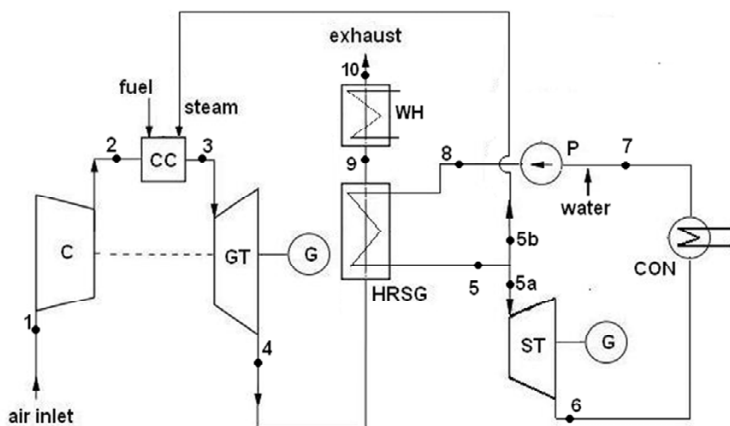 exhaust
10
fuel
steam
WH
2
3
CC
9
8
P
7
water
C
GT
G
HRSG
5
5b
5a
CON
1
4
ST
G
6
air inlet